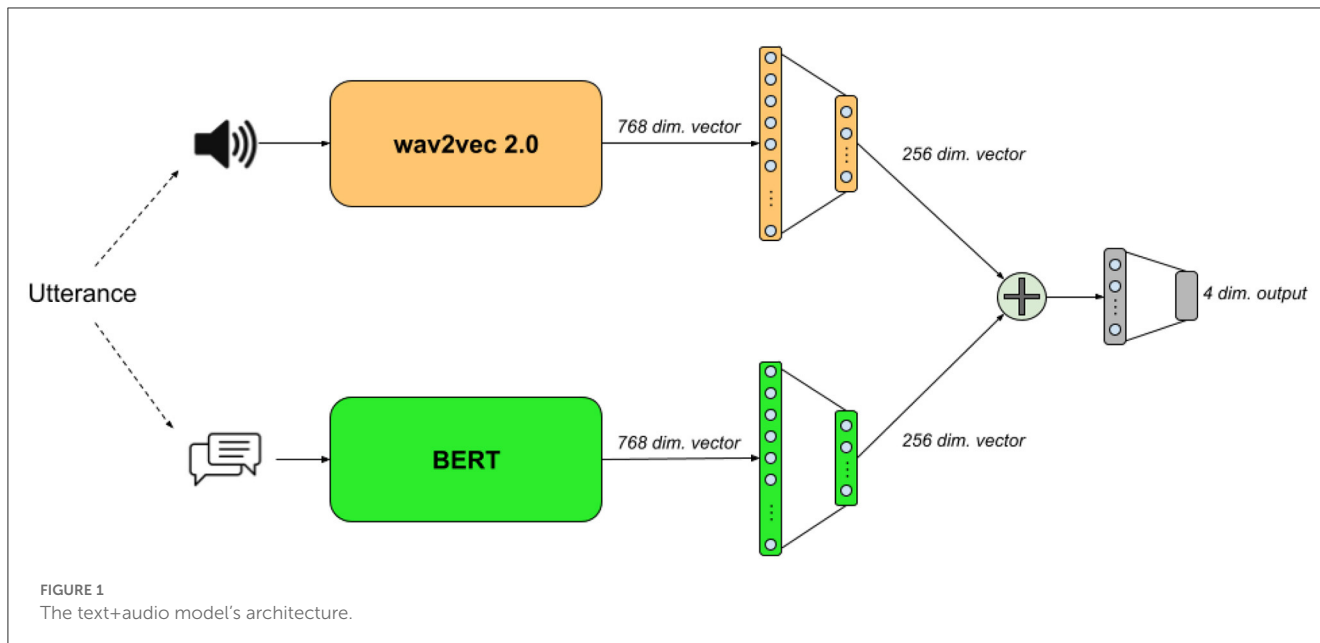 wav2vec 2.0
768 dim. vector
256 dim. vector
Utterance
4 dim. output
BERT
768 dim. vector
256 dim. vector
FIGURE 1
The text+audio model's architecture.